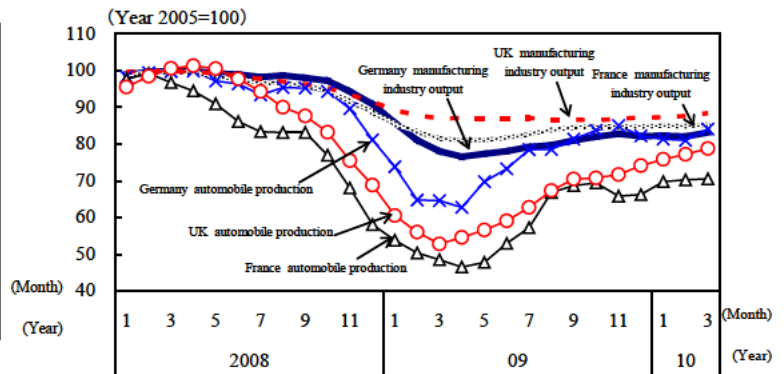 (Year 2005=100)
110
100
90
80
70
60
50
40
UK manufacturing
industry output
Germany manufacturing
industry output
France manufacturing
industry output
Germany automobile production
UK automobile production
France automobile production
(Month)
(Year)
1 3 5 7 9 11 1 3 5 7 9 11 1 3
(Month)
2008 09 10
(Year)